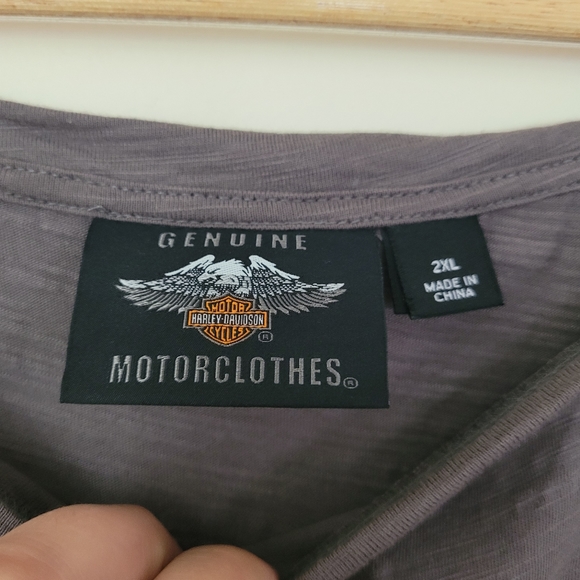 GENUINE
MOTOR
HARLEY-DAVIDSON
CYCLES
®
MOTORCLOTHES®
2XL
MADE IN
CHINA